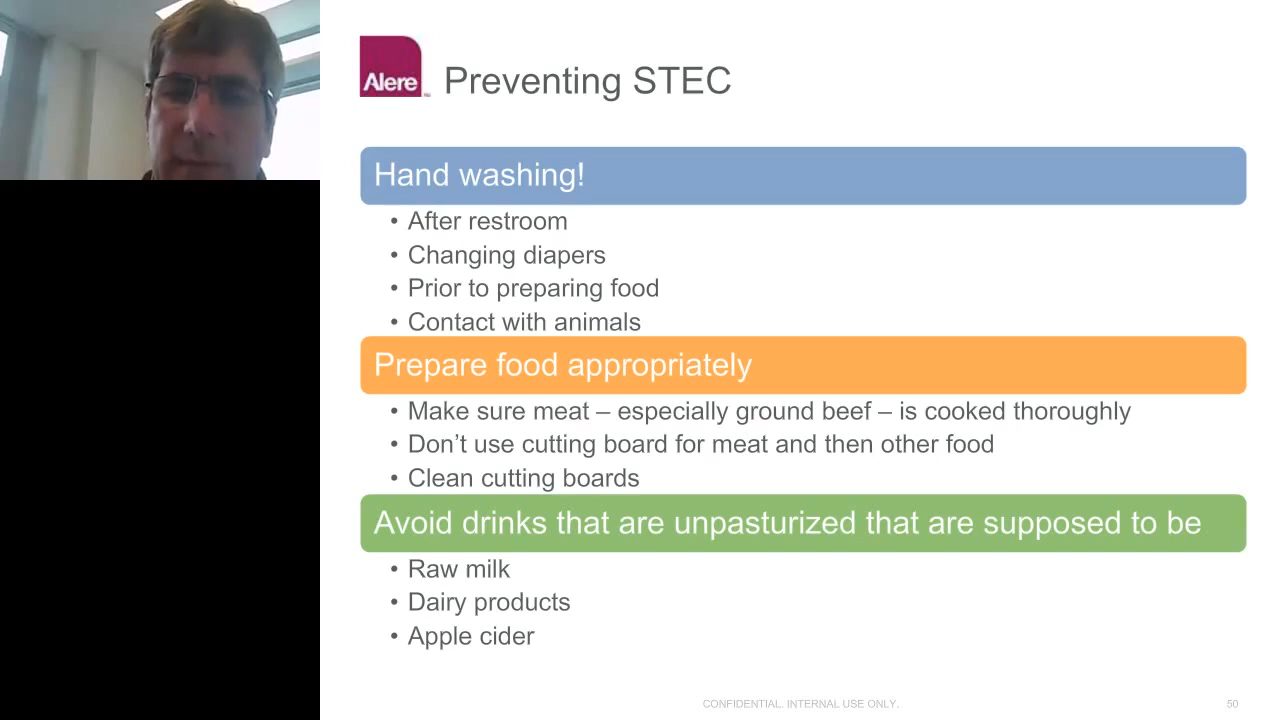 Alere
Preventing STEC
Hand washing!
• After restroom
• Changing diapers
• Prior to preparing food
• Contact with animals
Prepare food appropriately
• Make sure meat – especially ground beef – is cooked thoroughly
• Don’t use cutting board for meat and then other food
• Clean cutting boards
Avoid drinks that are unpasturized that are supposed to be
• Raw milk
• Dairy products
• Apple cider
CONFIDENTIAL. INTERNAL USE ONLY.
50